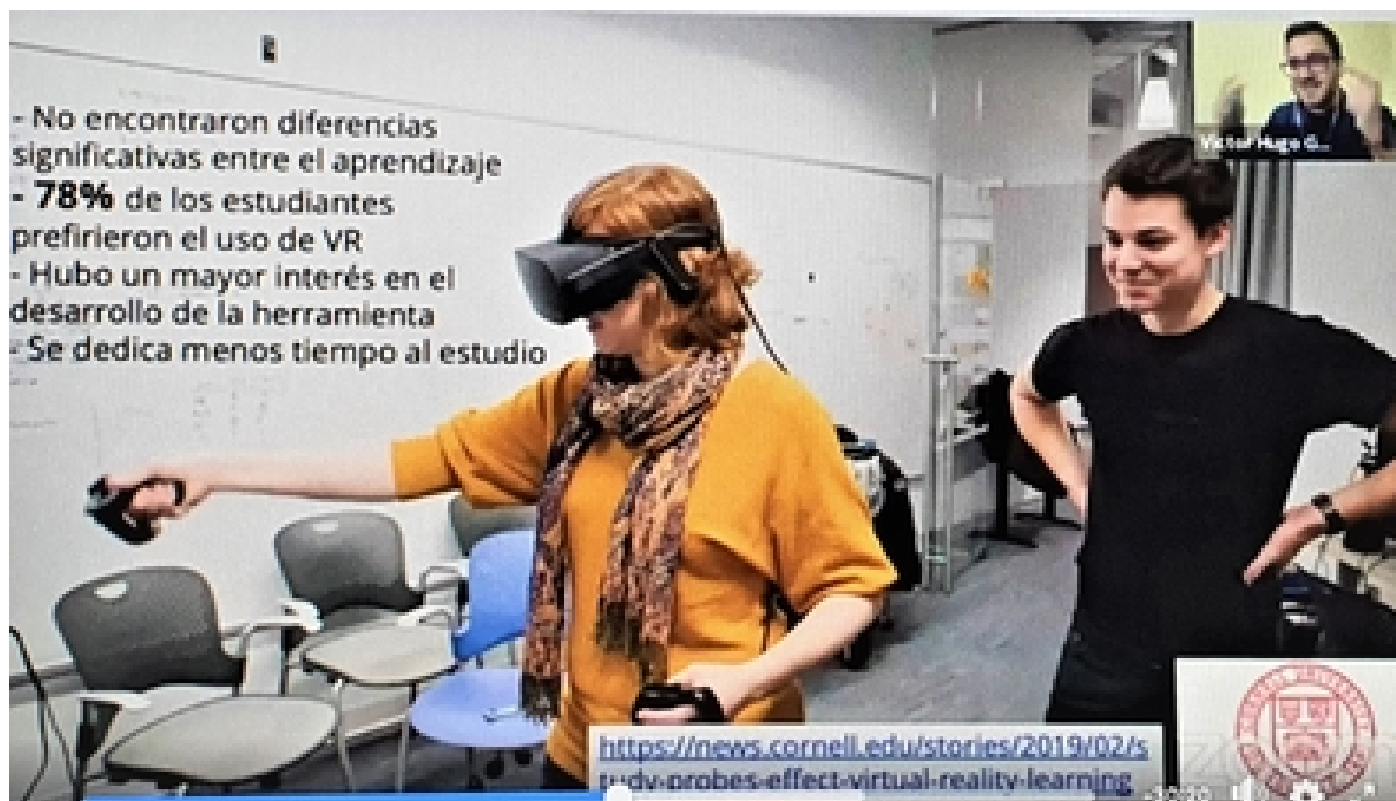 - No encontraron diferencias
significativas entre el aprendizaje
- 78% de los estudiantes
prefirieron el uso de VR
- Hubo un mayor interés en el
desarrollo de la herramienta
- Se dedica menos tiempo al estudio
Victor Hugo G...
https://news.cornell.edu/stories/2019/02/s
tudy-probes-effect-virtual-reality-learning